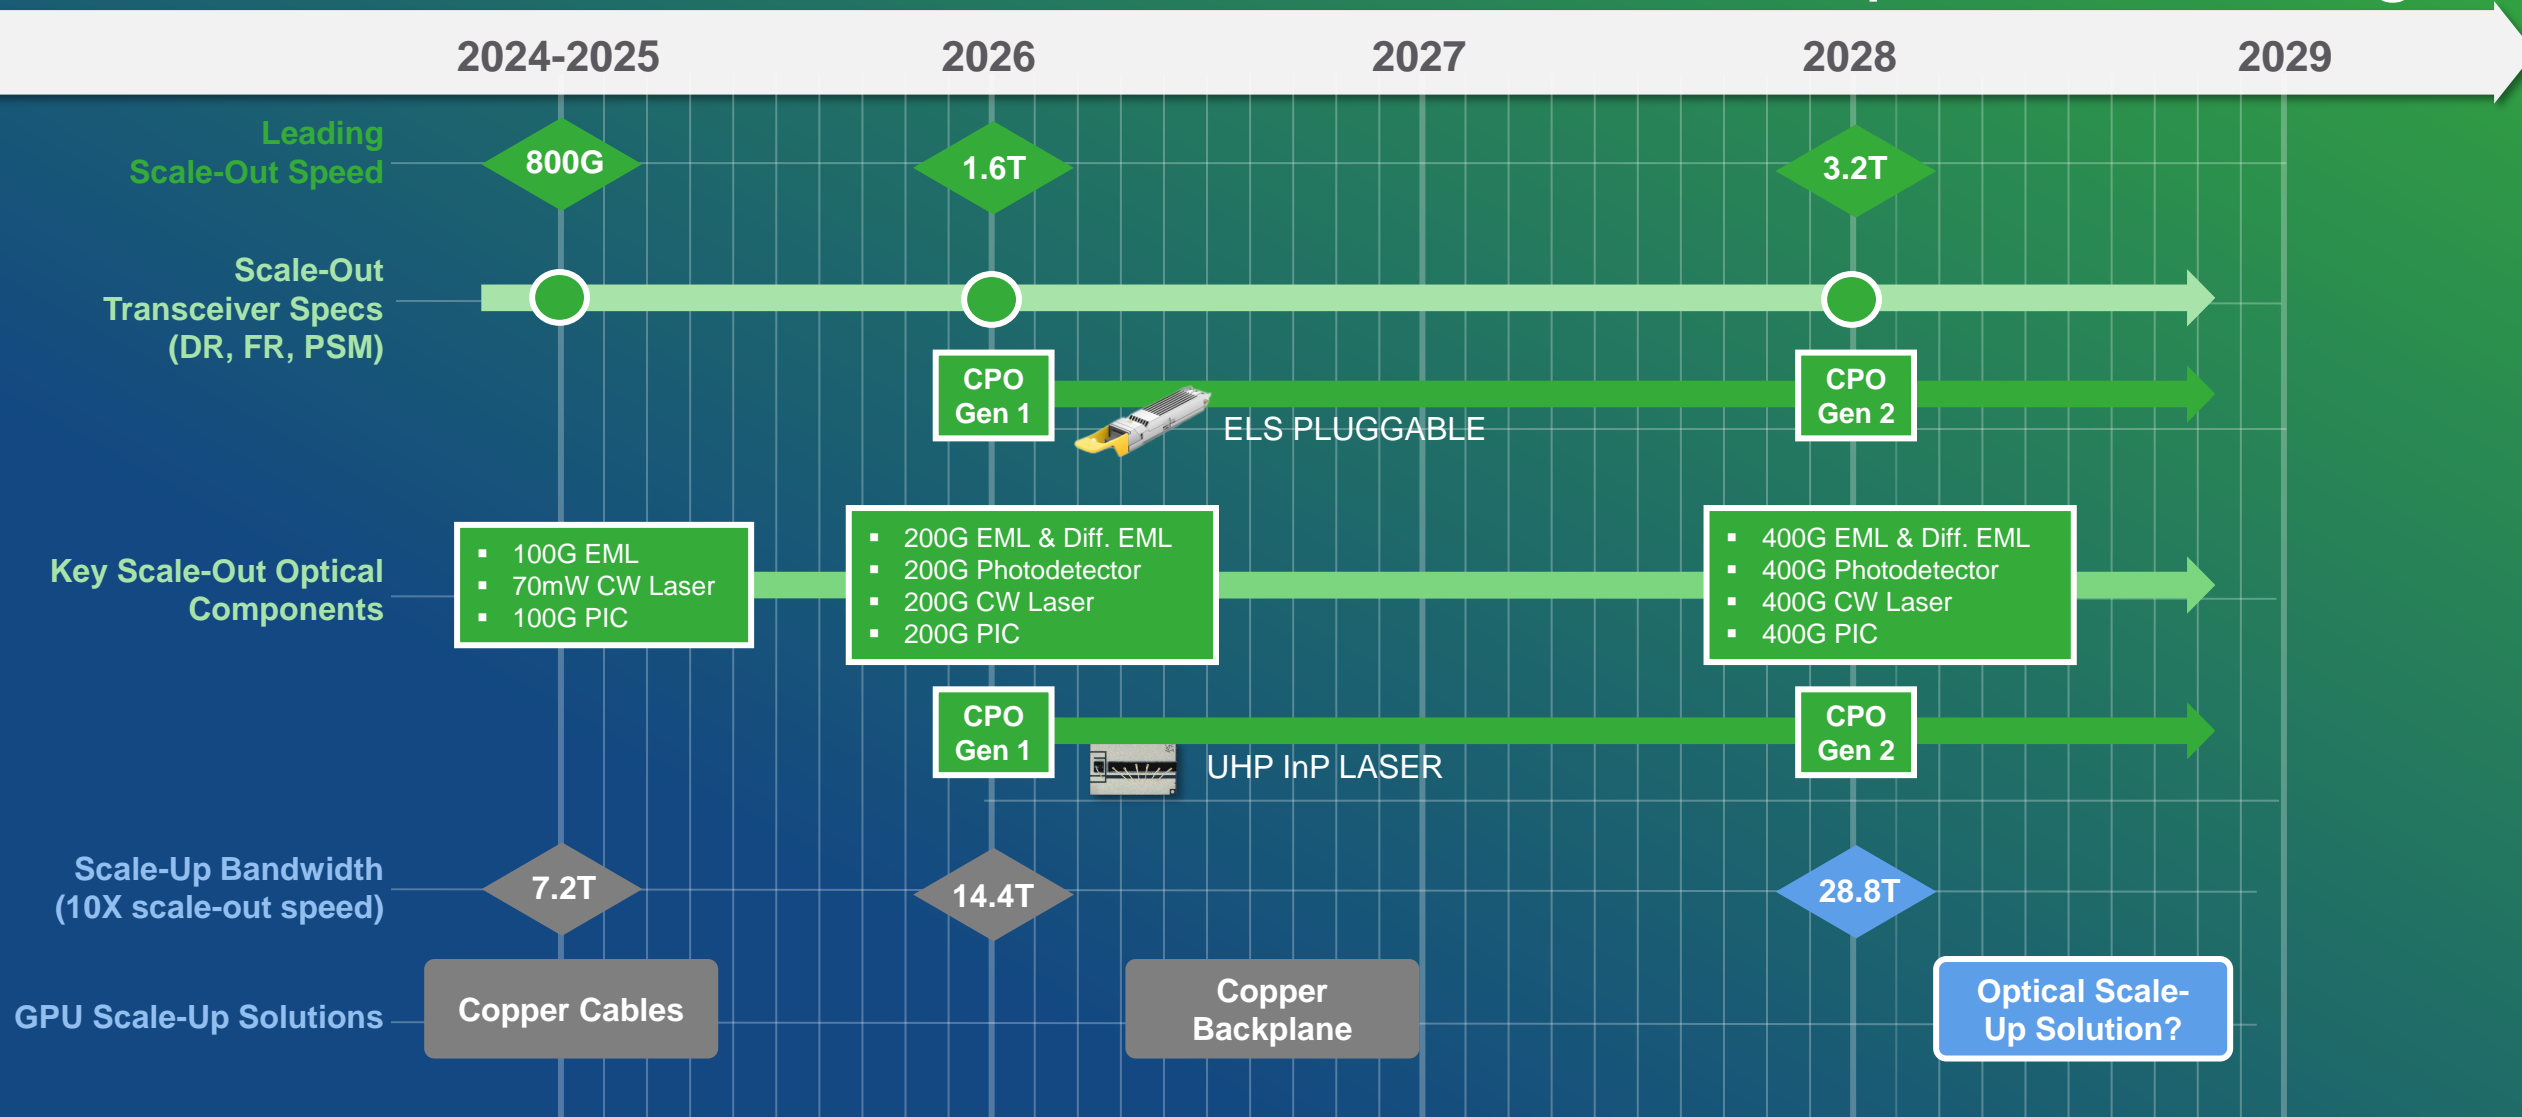 2024-2025
2026
2027
2028
2029
Leading
Scale-Out Speed
800G
1.6T
3.2T
Scale-Out
Transceiver Specs
(DR, FR, PSM)
CPO
Gen 1
ELS PLUGGABLE
CPO
Gen 2
Key Scale-Out Optical
Components
▪ 100G EML
▪ 70mW CW Laser
▪ 100G PIC
▪ 200G EML & Diff. EML
▪ 200G Photodetector
▪ 200G CW Laser
▪ 200G PIC
▪ 400G EML & Diff. EML
▪ 400G Photodetector
▪ 400G CW Laser
▪ 400G PIC
CPO
Gen 1
UHP InP LASER
CPO
Gen 2
Scale-Up Bandwidth
(10X scale-out speed)
7.2T
14.4T
28.8T
GPU Scale-Up Solutions
Copper Cables
Copper
Backplane
Optical Scale-
Up Solution?